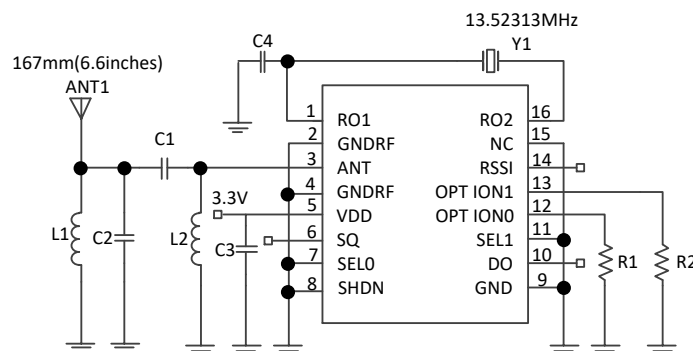 13.52313MHz
C4
Y1
167mm(6.6inches)
ANT1
1 RO1 RO2 16
2 GNDRF NC 15
C1
3 ANT RSSI 14
4 GNDRF OPT ION1 13
3.3V
5 VDD OPT ION0 12
L1 C2 L2 C3
6 SQ SEL1 11
7 SEL0 DO 10
R1 R2
8 SHDN GND 9